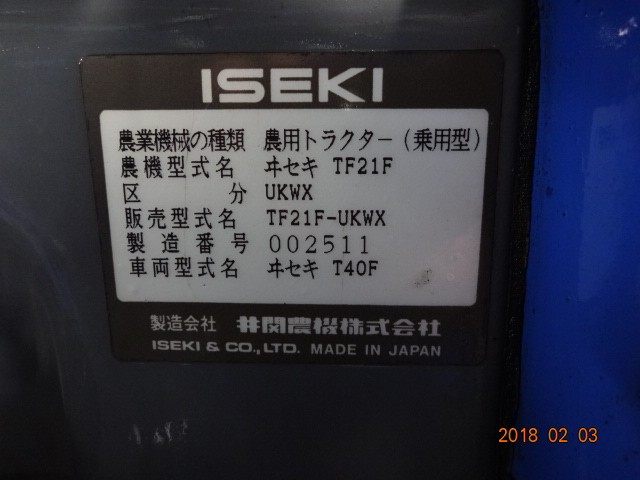 ISEKI
農業機械の種類 農用トラクター(乗用型)
農機型式名 ヰセキ TF21F
区分 UKWX
販売型式名 TF21F-UKWX
製造番号 002511
車両型式名 ヰセキ T40F
製造会社 井関農機株式会社
ISEKI & CO., LTD. MADE IN JAPAN
2018 02 03